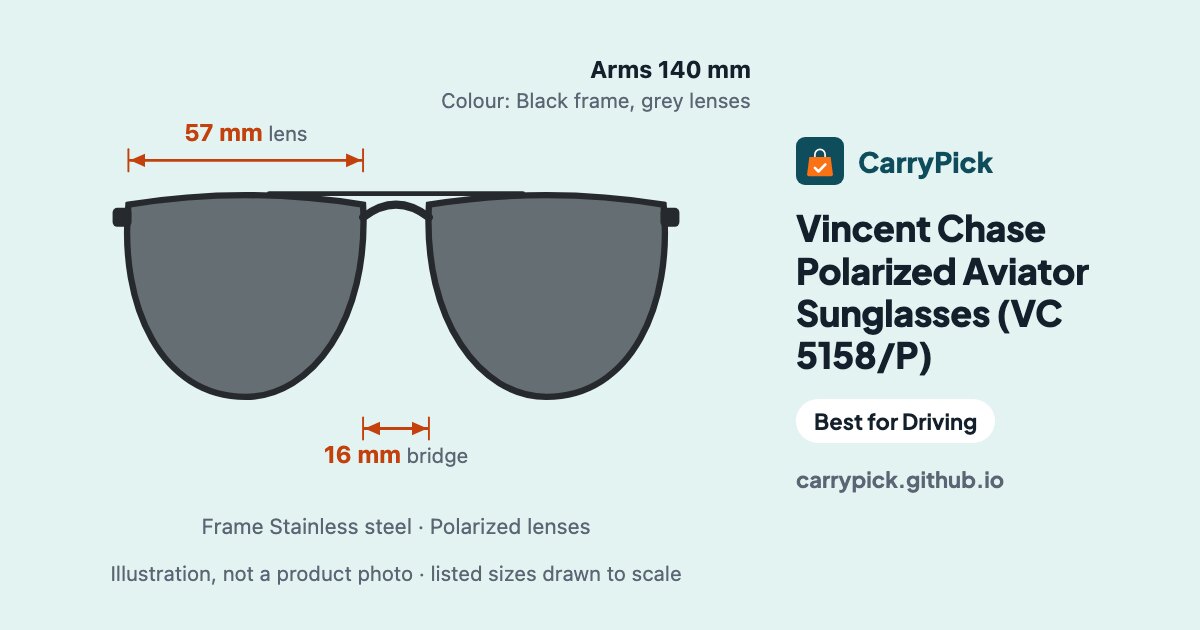 Arms 140 mm
Colour: Black frame, grey lenses
57 mm lens
16 mm bridge
Frame Stainless steel · Polarized lenses
Illustration, not a product photo · listed sizes drawn to scale
CarryPick
Vincent Chase
Polarized Aviator
Sunglasses (VC
5158/P)
Best for Driving
carrypick.github.io